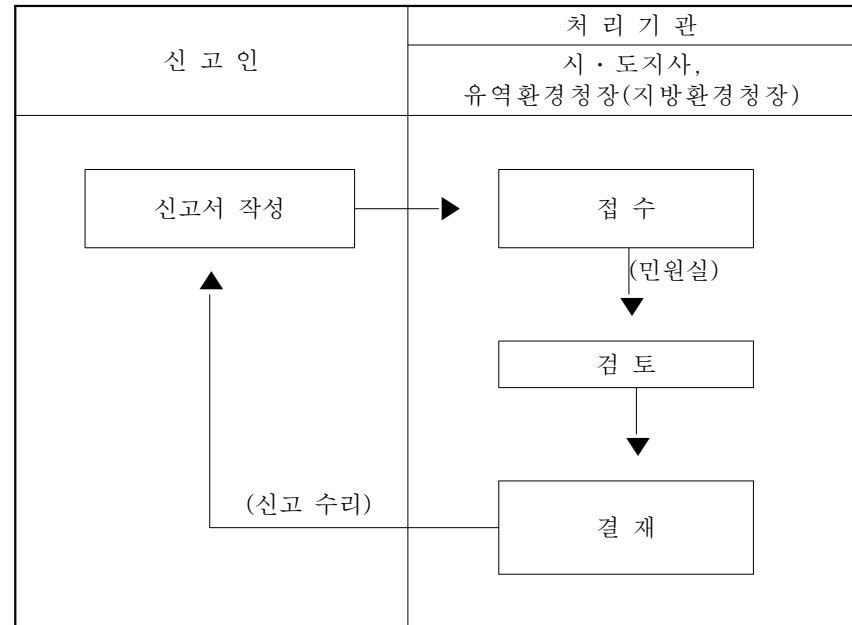 신 고 인
처 리 기 관
시·도지사,
유역환경청장(지방환경청장)
신고서 작성
접 수
(민원실)
검 토
(신고 수리)
결 재